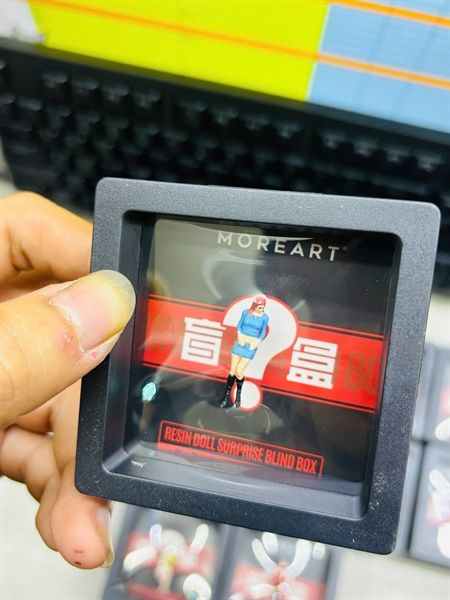 MOREART®
盲 ? 盒
RESIN DOLL SURPRISE BLIND BOX